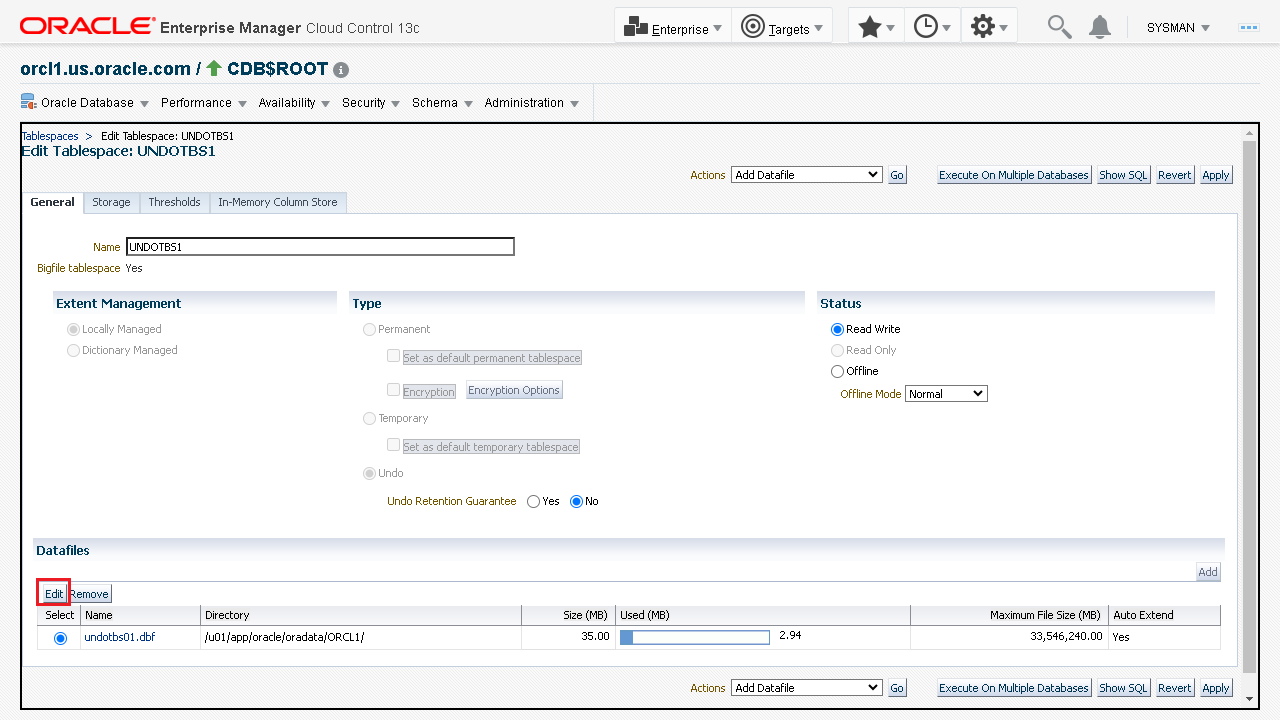 ORACLE® Enterprise Manager Cloud Control 13c Enterprise Targets SYSMAN
orcl1.us.oracle.com / CDB$ROOT
Oracle Database Performance Availability Security Schema Administration
Tablespaces > Edit Tablespace: UNDOTBS1
Edit Tablespace: UNDOTBS1
Actions Add Datafile Go Execute On Multiple Databases Show SQL Revert Apply
General Storage Thresholds In-Memory Column Store
Name UNDOTBS1
Bigfile tablespace Yes
Extent Management Type Status
Locally Managed Permanent Read Write
Dictionary Managed Set as default permanent tablespace Read Only
Offline
Encryption Encryption Options Offline Mode Normal
Temporary
Set as default temporary tablespace
Undo
Undo Retention Guarantee Yes No
Datafiles
Add
Edit Remove
Select Name Directory Size (MB) Used (MB) Maximum File Size (MB) Auto Extend
undotbs01.dbf /u01/app/oracle/oradata/ORCL1/ 35.00 2.94 33,546,240.00 Yes
Actions Add Datafile Go Execute On Multiple Databases Show SQL Revert Apply